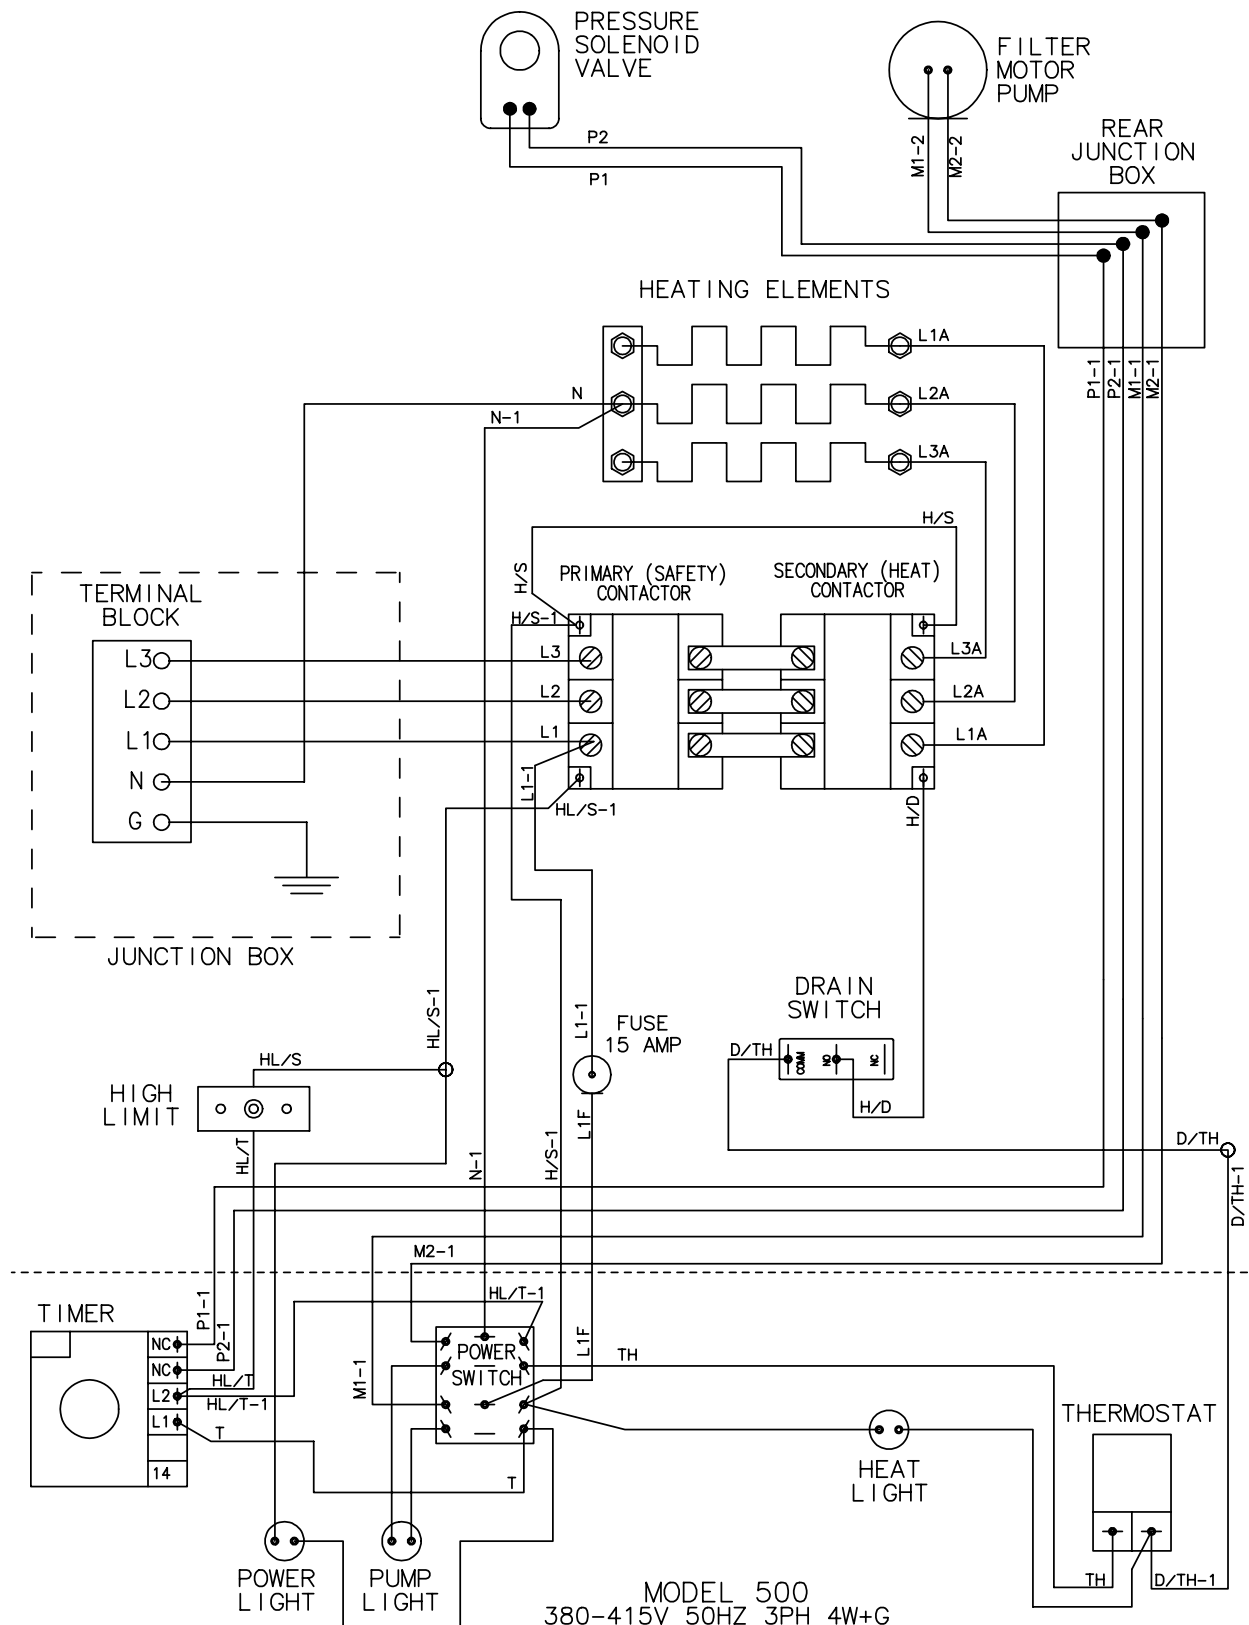 PRESSURE
SOLENOID
VALVE
FILTER
MOTOR
PUMP
REAR
JUNCTION
BOX
P2
P1
M1-2
M2-2
HEATING ELEMENTS
L1A
L2A
L3A
N
N-1
P1-1
P2-1
M1-1
M2-1
H/S
H/S
PRIMARY (SAFETY)
CONTACTOR
SECONDARY (HEAT)
CONTACTOR
H/S-1
TERMINAL
BLOCK
L3
L2
L1
N
G
L3
L2
L1
L3A
L2A
L1A
L1-1
HL/S-1
H/D
JUNCTION BOX
HL/S-1
L1-1
FUSE
15 AMP
DRAIN
SWITCH
D/TH
COMM
NO
NC
H/D
HL/S
HIGH
LIMIT
HL/T
L1F
H/S-1
N-1
D/TH
D/TH-1
M2-1
HL/T-1
TIMER
P1-1
P2-1
NC
NC
L2
L1
14
HL/T
HL/T-1
T
M1-1
POWER
SWITCH
L1F
TH
T
HEAT
LIGHT
THERMOSTAT
TH
D/TH-1
POWER
LIGHT
PUMP
LIGHT
MODEL 500
380-415V 50HZ 3PH 4W+G